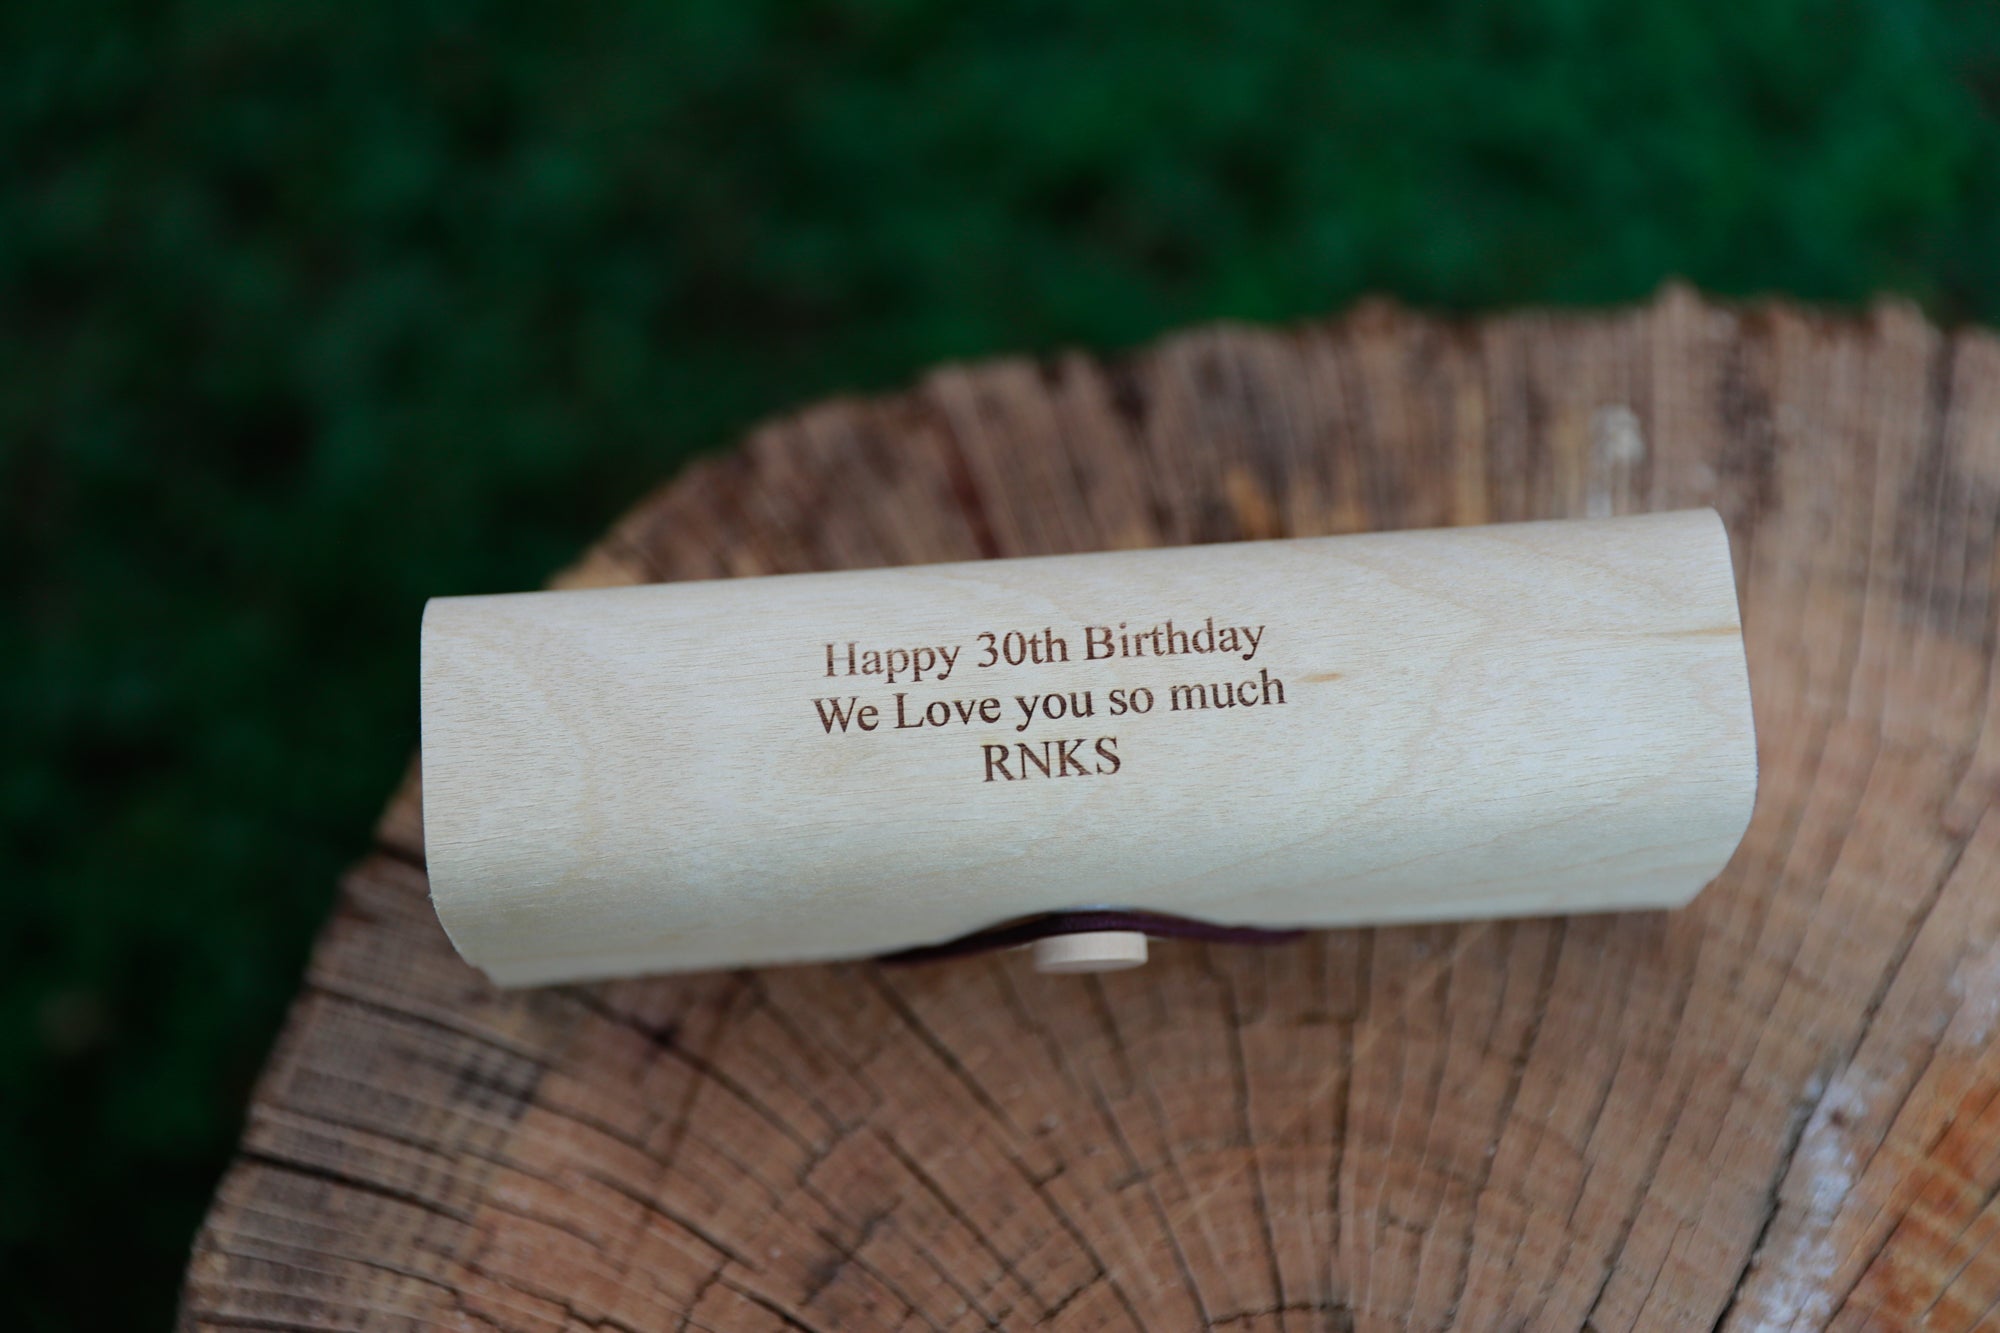 Happy 30th Birthday
We Love you so much
RNKS